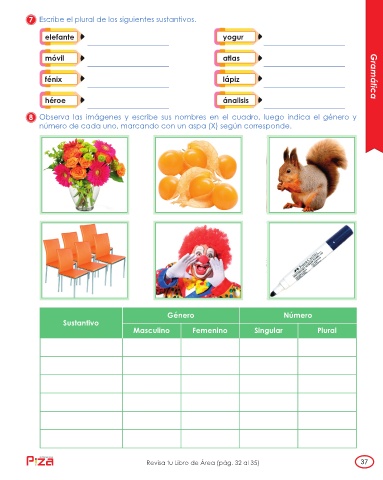 7 Escribe el plural de los siguientes sustantivos.
elefante
yogur
móvil
atlas
fénix
lápiz
héroe
ánalisis
Gramática
8 Observa las imágenes y escribe sus nombres en el cuadro, luego indica el género y
número de cada uno, marcando con un aspa (X) según corresponde.
Sustantivo
Género
Número
Masculino
Femenino
Singular
Plural
Revisa tu Libro de Área (pág. 32 al 35)
37